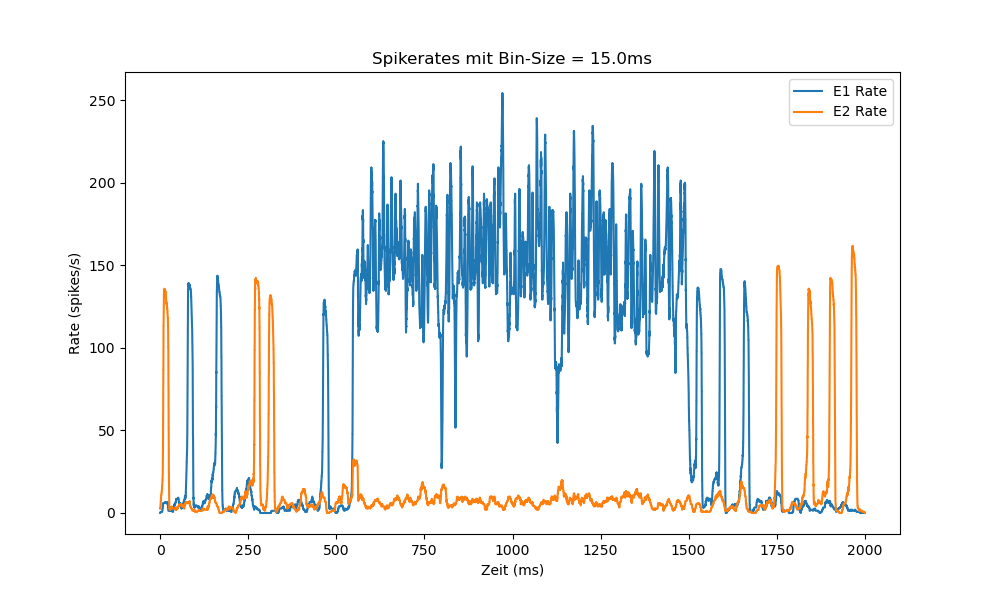 Spikerates mit Bin-Size = 15.0ms
E1 Rate
E2 Rate
Rate (spikes/s)
250
200
150
100
50
0
0 250 500 750 1000 1250 1500 1750 2000
Zeit (ms)